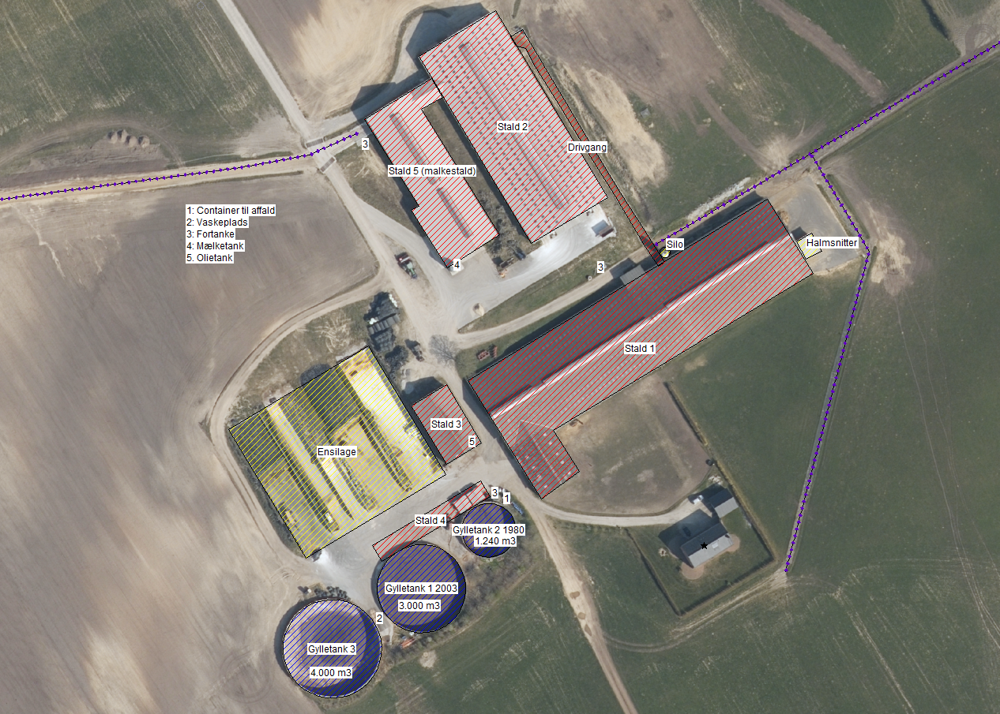 Stald 2
3
Drivgang
Stald 5 (malkestald)
1: Container til affald
2: Vaskeplads
3: Fortanke
4: Mælketank
5. Olietank
Silo
Halmsnitter
4
3
Stald 1
Stald 3
5
Ensilage
3
1
Stald 4
Gylletank 2 1980
1.240 m3
Gylletank 1 2003
3.000 m3
2
Gylletank 3
4.000 m3